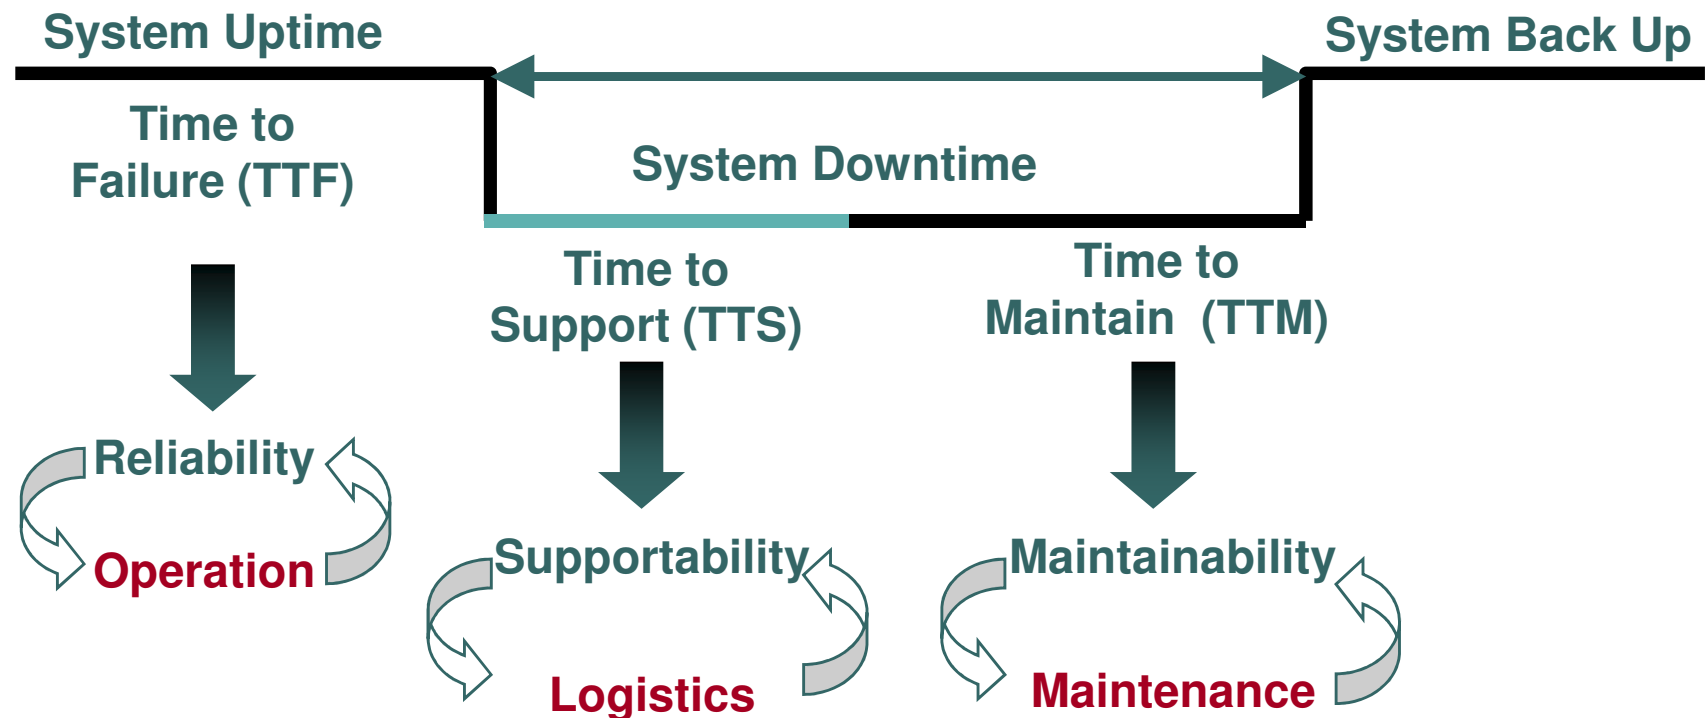 System Uptime
System Back Up
Time to
Failure (TTF)
System Downtime
Time to
Support (TTS)
Time to
Maintain (TTM)
Reliability
Operation
Supportability
Logistics
Maintainability
Maintenance